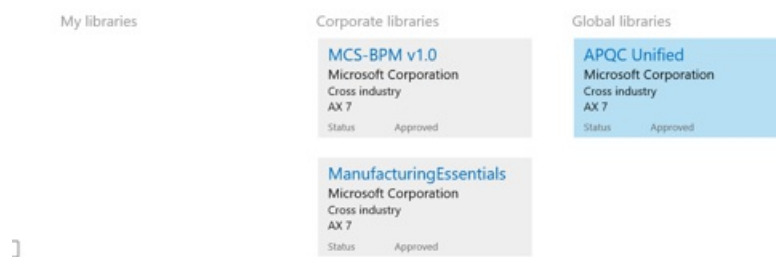 My libraries
Corporate libraries
Global libraries
MCS-BPM v1.0
Microsoft Corporation
Cross industry
AX 7
Status Approved
APQC Unified
Microsoft Corporation
Cross industry
AX 7
Status Approved
ManufacturingEssentials
Microsoft Corporation
Cross industry
AX 7
Status Approved